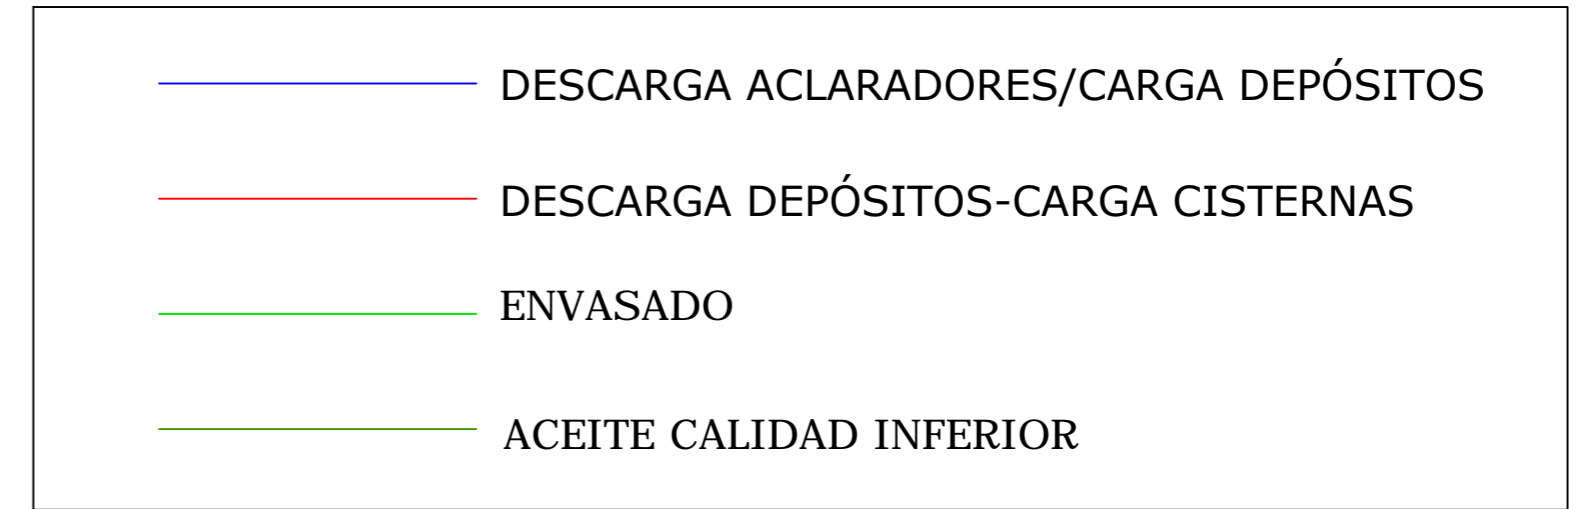 DESCARGA ACLARADORES/CARGA DEPÓSITOS
DESCARGA DEPÓSITOS-CARGA CISTERNAS
ENVASADO
ACEITE CALIDAD INFERIOR